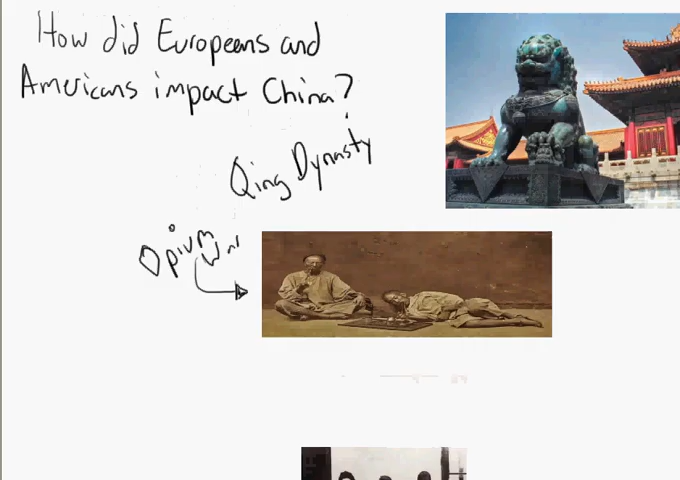 How did Europeans and
Americans impact China?
Qing Dynasty
Opium
War